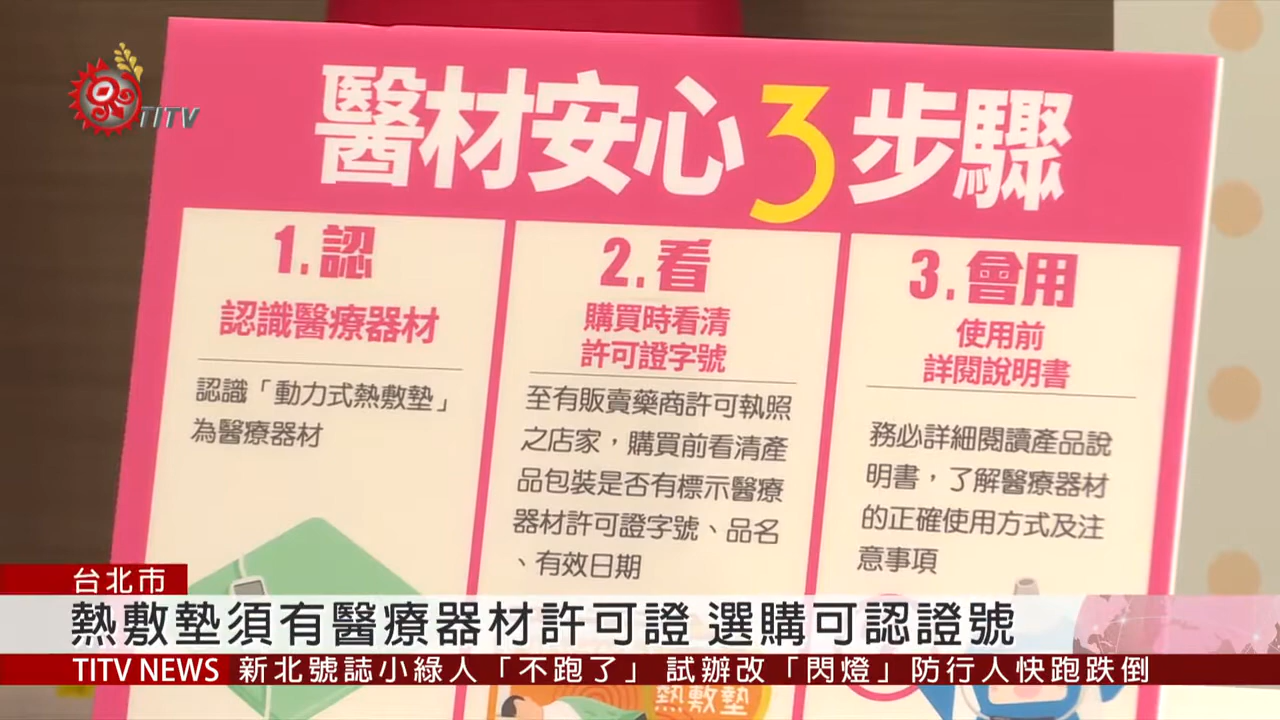 TITV
醫材安心3步驟
1.認
認識醫療器材
認識「動力式熱敷墊」
為醫療器材
2.看
購買時看清
許可證字號
至有販賣藥商許可執照
之店家，購買前看清產
品包裝是否有標示醫療
器材許可證字號、品名
、有效日期
3.會用
使用前
詳閱說明書
務必詳細閱讀產品說
明書，了解醫療器材
的正確使用方式及注
意事項
熱敷墊
台北市
熱敷墊須有醫療器材許可證 選購可認證號
TITV NEWS 新北號誌小綠人「不跑了」 試辦改「閃燈」防行人快跑跌倒